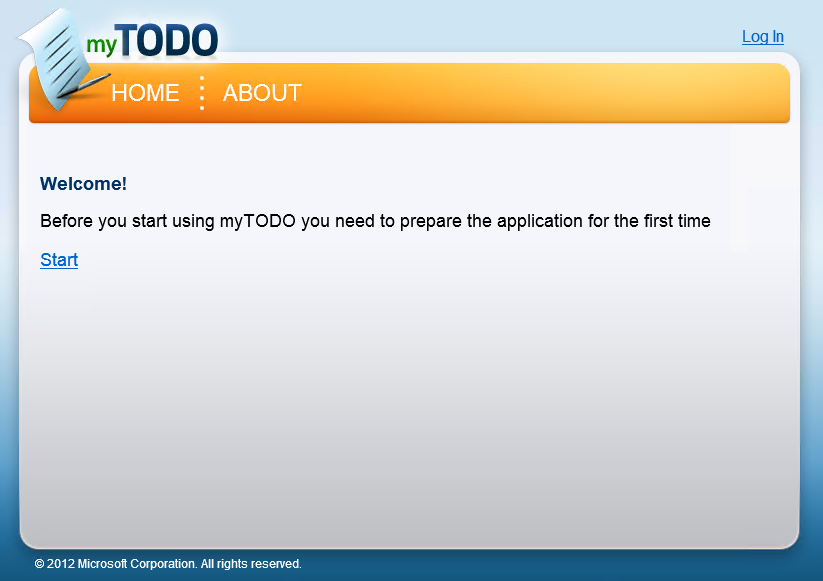 myTODO
Log In
HOME
ABOUT
Welcome!
Before you start using myTODO you need to prepare the application for the first time
Start
© 2012 Microsoft Corporation. All rights reserved.